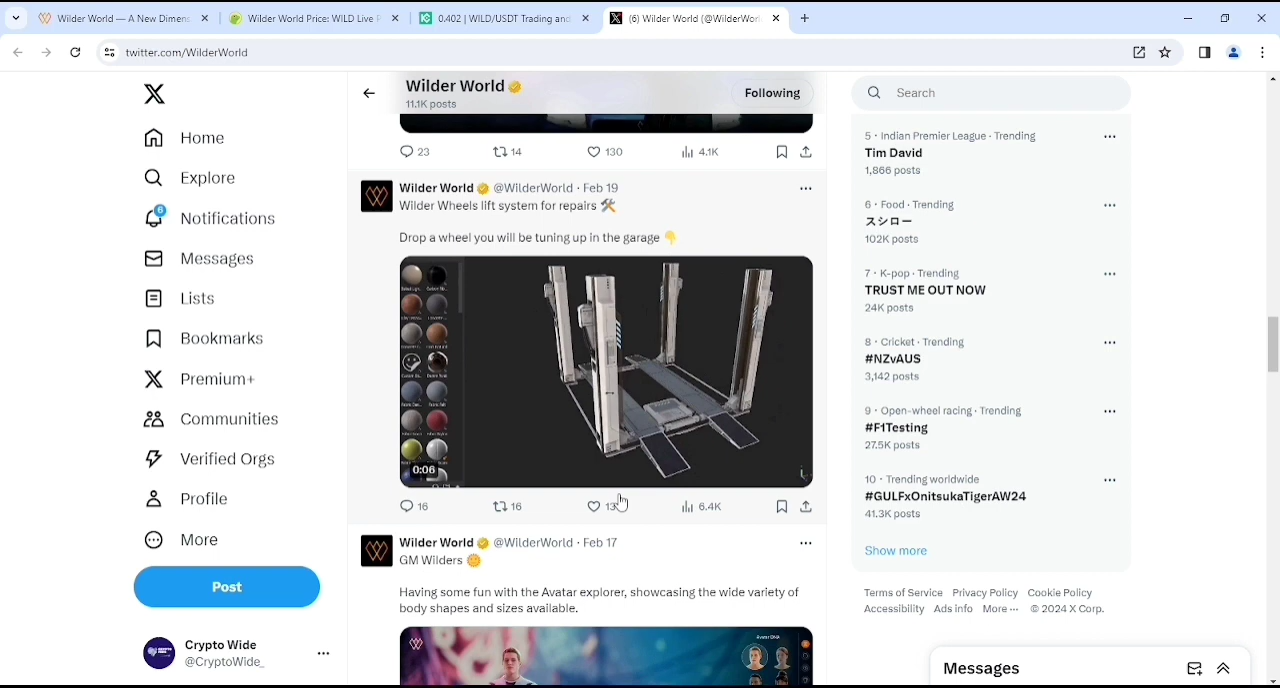 Wilder World — A New Dimens
Wilder World Price: WILD Live P
0.402 | WILD/USDT Trading and
(6) Wilder World (@WilderWorl
twitter.com/WilderWorld
Home
Explore
6
Notifications
Messages
Lists
Bookmarks
Premium+
Communities
Verified Orgs
Profile
More
Post
Crypto Wide
@CryptoWide_
Wilder World
11.1K posts
Following
23
14
130
4.1K
Wilder World @WilderWorld · Feb 19
Wilder Wheels lift system for repairs 🛠️
Drop a wheel you will be tuning up in the garage 👇
0:06
16
16
6.4K
Wilder World @WilderWorld · Feb 17
GM Wilders 🌞
Having some fun with the Avatar explorer, showcasing the wide variety of
body shapes and sizes available.
Avatar DNA
Search
5 · Indian Premier League · Trending
Tim David
1,866 posts
6 · Food · Trending
スシロー
102K posts
7 · K-pop · Trending
TRUST ME OUT NOW
24K posts
8 · Cricket · Trending
#NZvAUS
3,142 posts
9 · Open-wheel racing · Trending
#F1Testing
27.5K posts
10 · Trending worldwide
#GULFxOnitsukaTigerAW24
41.3K posts
Show more
Terms of Service Privacy Policy Cookie Policy
Accessibility Ads info More ··· © 2024 X Corp.
Messages